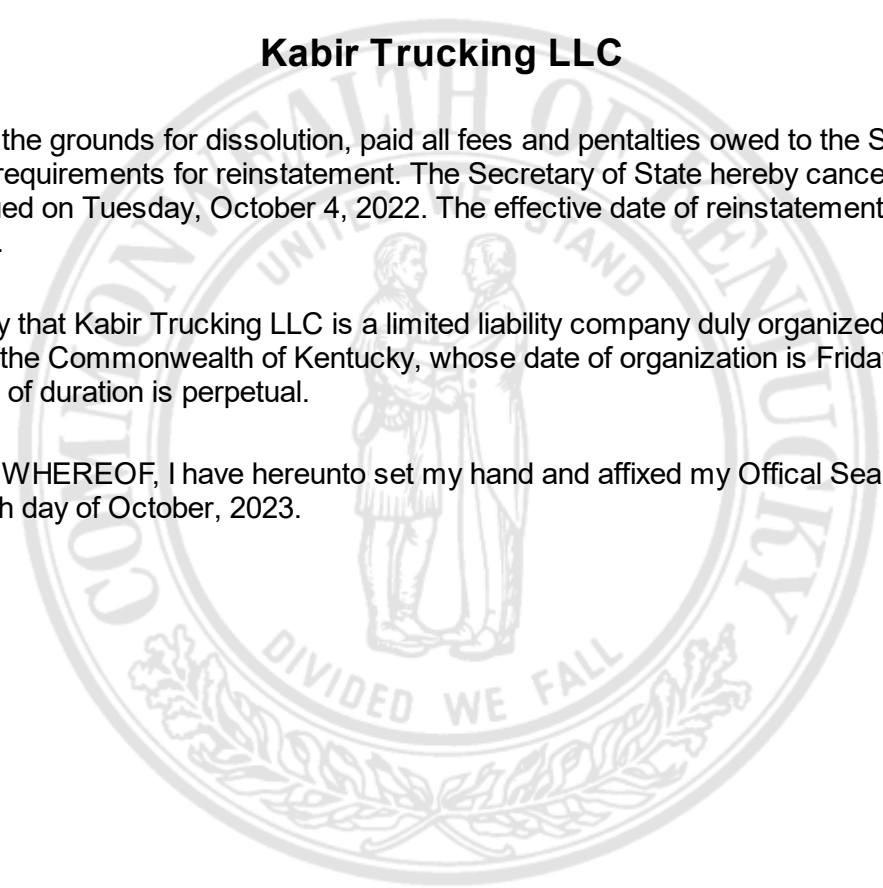 Kabir Trucking LLC
the grounds for dissolution, paid all fees and pentalties owed to the S
requirements for reinstatement. The Secretary of State hereby cance
ed on Tuesday, October 4, 2022. The effective date of reinstatement
.
y that Kabir Trucking LLC is a limited liability company duly organized
the Commonwealth of Kentucky, whose date of organization is Frida
of duration is perpetual.
WHEREOF, I have hereunto set my hand and affixed my Offical Sea
h day of October, 2023.
COMMONWEALTH OF KENTUCKY
UNITED WE STAND
DIVIDED WE FALL